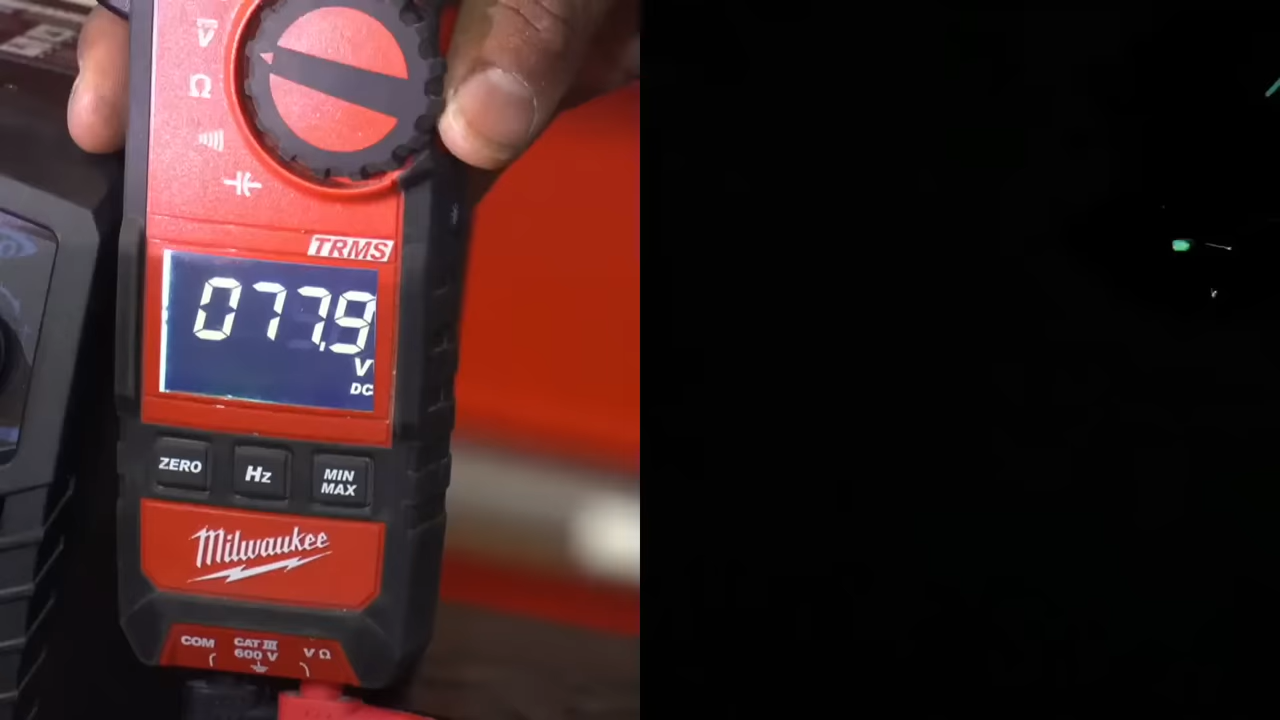 V
Ω
TRMS
077.9
V
DC
ZERO
Hz
MIN
MAX
Milwaukee
COM
CAT III
600 V
V Ω